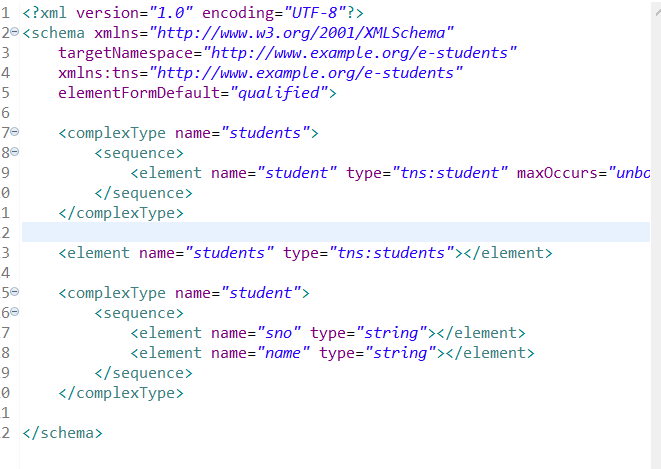 1 <?xml version="1.0" encoding="UTF-8"?>
2 <schema xmlns="http://www.w3.org/2001/XMLSchema"
3 targetNamespace="http://www.example.org/e-students"
4 xmlns:tns="http://www.example.org/e-students"
5 elementFormDefault="qualified">
6
7 <complexType name="students">
8 <sequence>
9 <element name="student" type="tns:student" maxOccurs="unbo
0 </sequence>
1 </complexType>
2
3 <element name="students" type="tns:students"></element>
4
5 <complexType name="student">
6 <sequence>
7 <element name="sno" type="string"></element>
8 <element name="name" type="string"></element>
9 </sequence>
0 </complexType>
1
2 </schema>